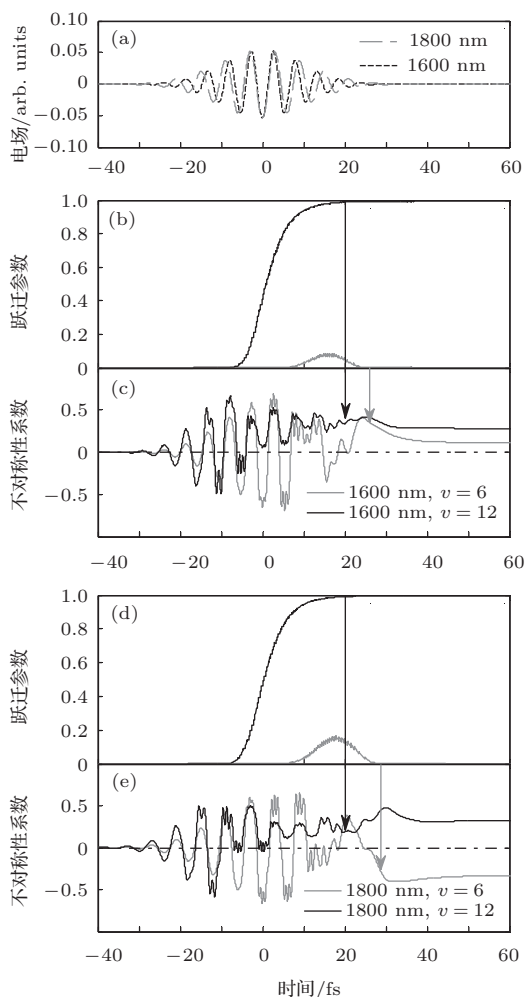 (a)
1800 nm
1600 nm
电场/arb. units
0.10
0.05
0
−0.05
−0.10
−40 −20 0 20 40 60
(b)
跃迁参数
1.0
0.8
0.6
0.4
0.2
0
(c)
不对称性系数
0.5
0
−0.5
1600 nm, v = 6
1600 nm, v = 12
−40 −20 0 20 40 60
(d)
跃迁参数
1.0
0.8
0.6
0.4
0.2
0
(e)
不对称性系数
0.5
0
−0.5
1800 nm, v = 6
1800 nm, v = 12
−40 −20 0 20 40 60
时间/fs